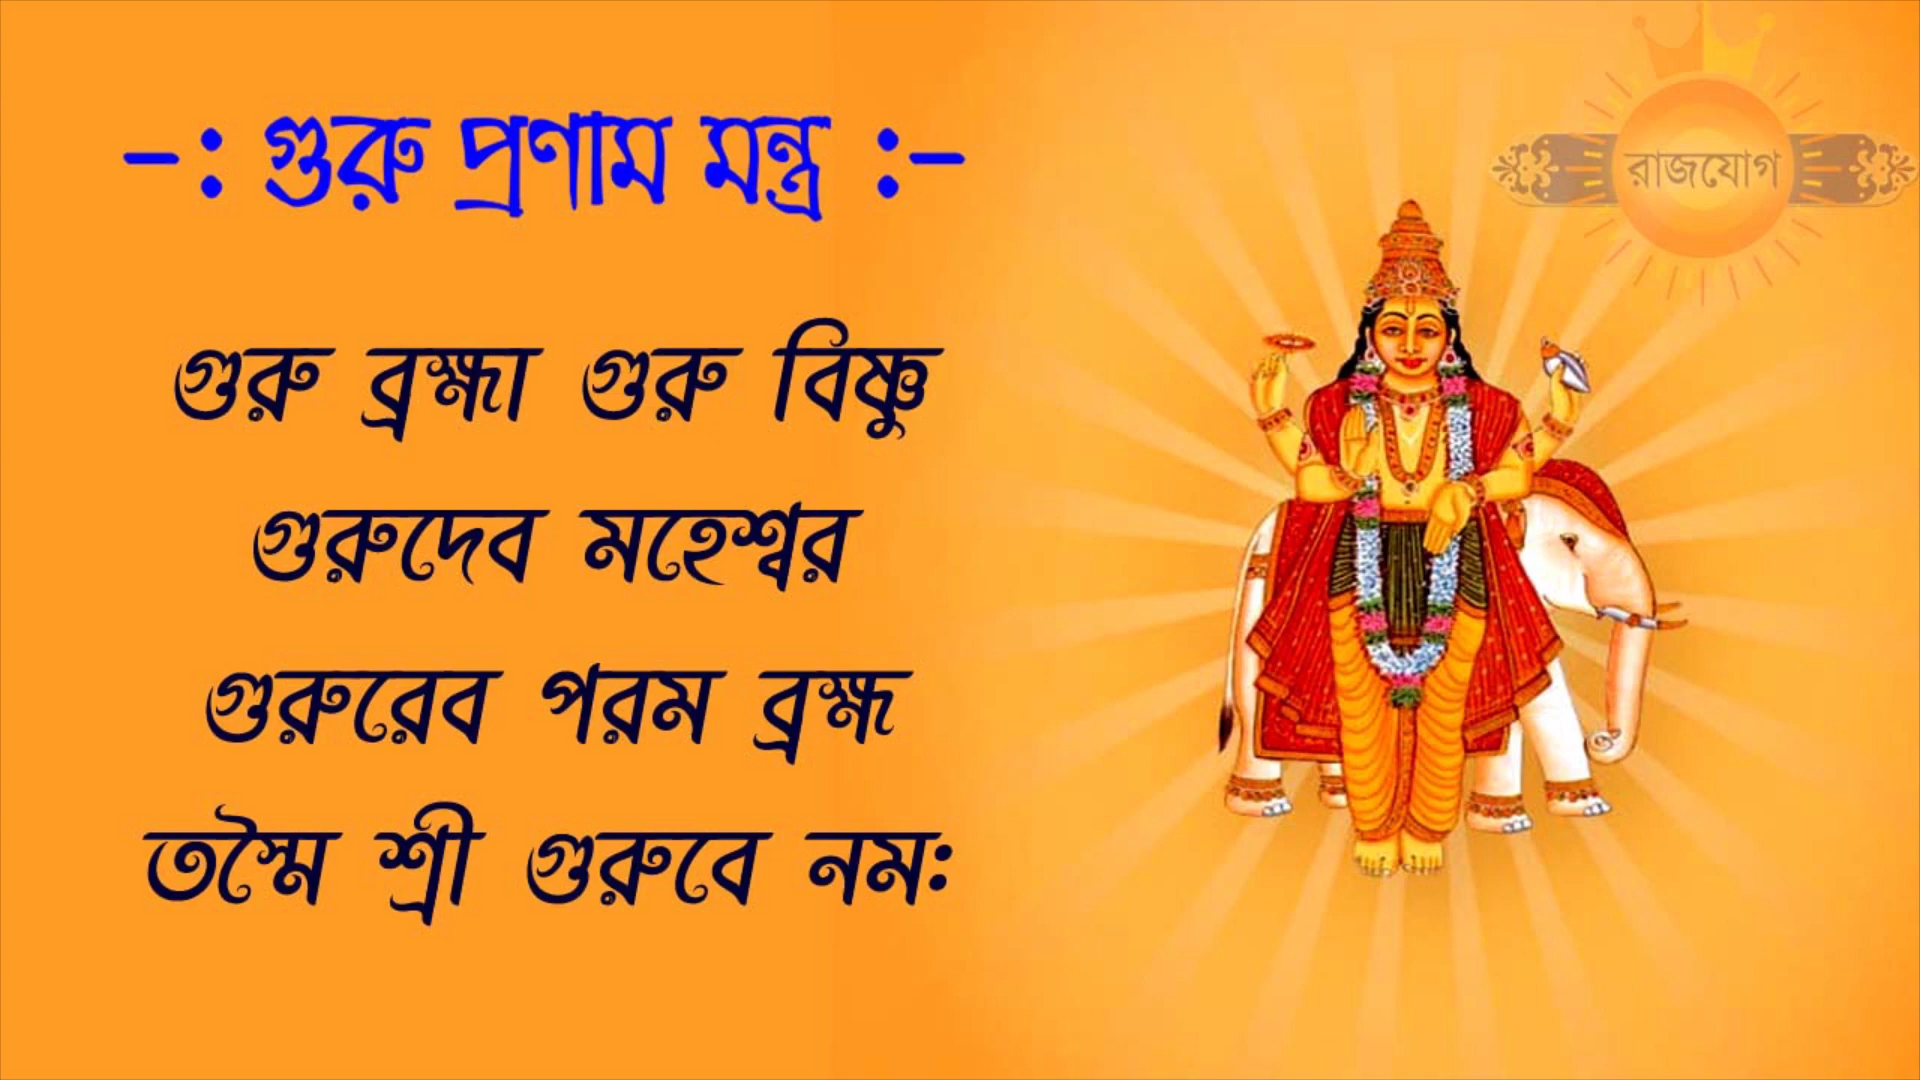 -: গুরু প্রণাম মন্ত্র :-
রাজযোগ
গুরু ব্রহ্মা গুরু বিষ্ণু
গুরুদেব মহেশ্বর
গুরুরেব পরম ব্রহ্ম
তস্মৈ শ্রী গুরুবে নমঃ